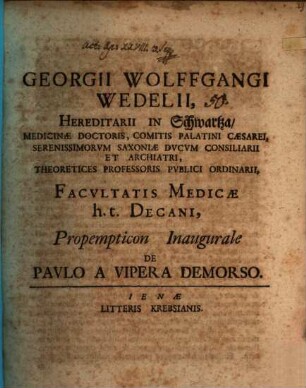 GEORGII WOLFFGANGI
WEDELII,
HEREDITARII IN Schwartza/
MEDICINÆ DOCTORIS, COMITIS PALATINI CÆSAREI,
SERENISSIMORVM SAXONIÆ DVCVM CONSILIARII
ET ARCHIATRI,
THEORETICES PROFESSORIS PVBLICI ORDINARII,
FACVLTATIS MEDICÆ
h. t. DECANI,
Propempticon Inaugurale
DE
PAVLO A VIPERA DEMORSO.
IENÆ
LITTERIS KREBSIANIS.